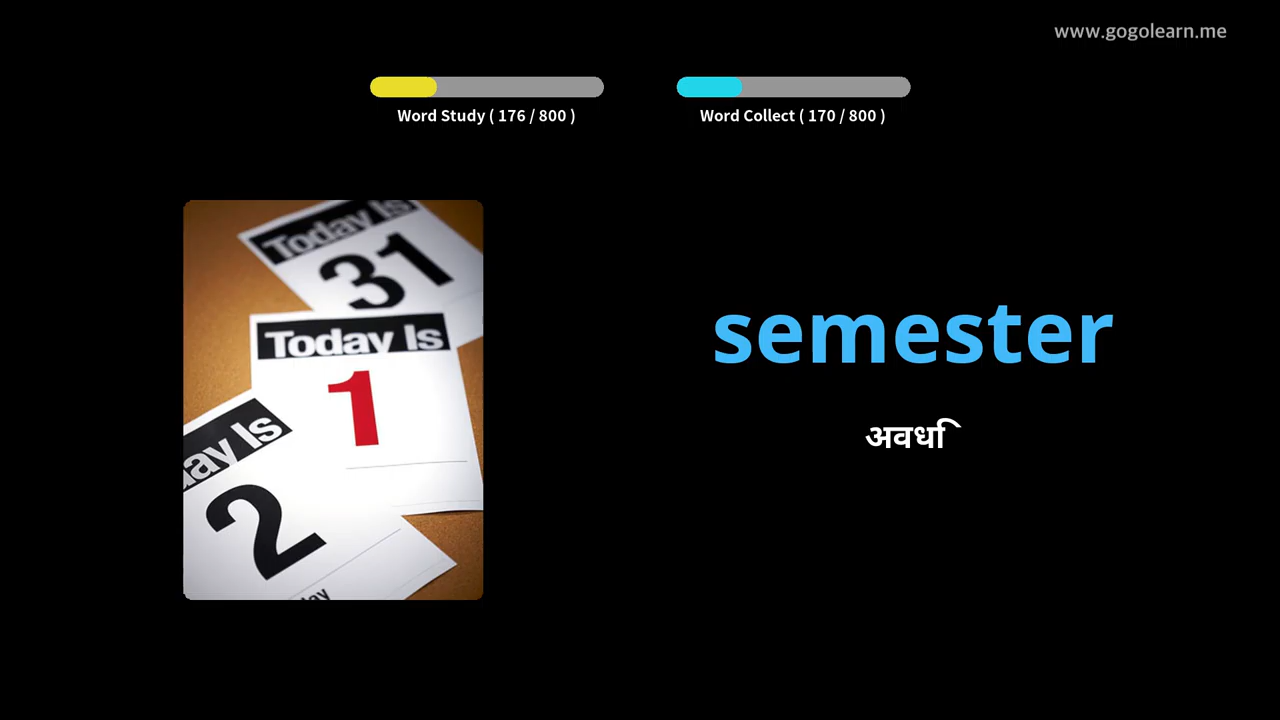 www.gogolearn.me
Word Study ( 176 / 800 )
Word Collect ( 170 / 800 )
Today Is
31
Today Is
1
ay Is
2
day
semester
अवधि